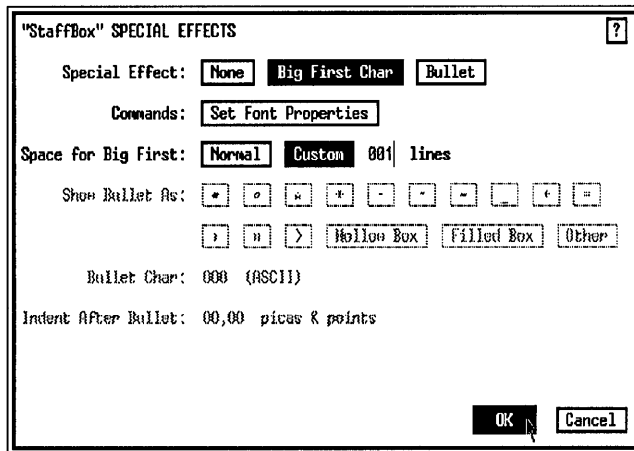 "StaffBox" SPECIAL EFFECTS ?
Special Effect: None Big First Char Bullet
Commands: Set Font Properties
Space for Big First: Normal Custom 001 lines
Show Bullet As:
Hollow Box Filled Box Other
Bullet Char: 000 (ASCII)
Indent After Bullet: 00,00 picas & points
OK Cancel